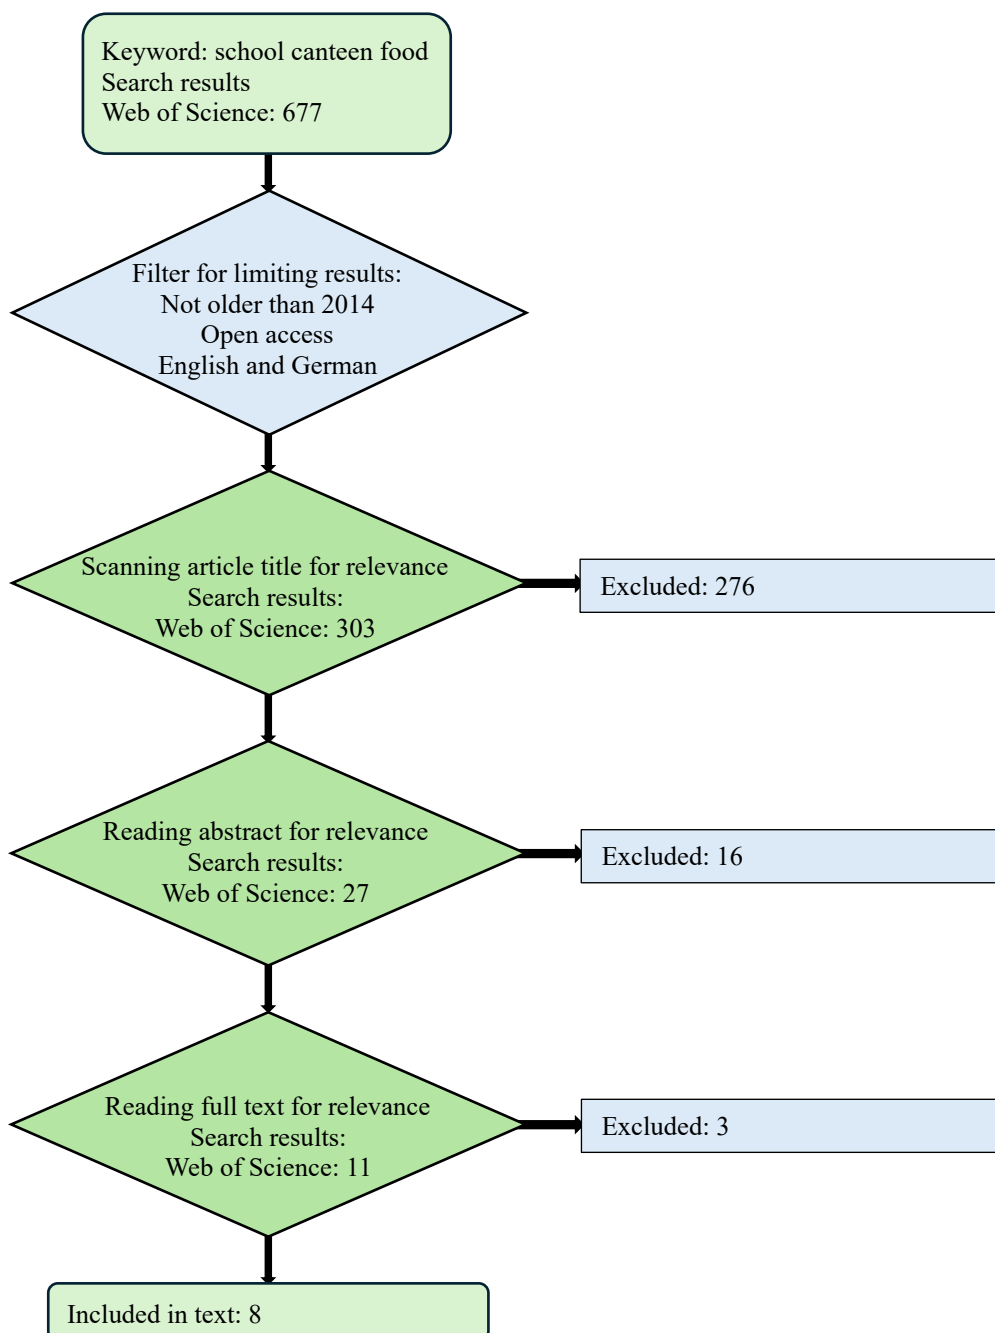 Keyword: school canteen food
Search results
Web of Science: 677
Filter for limiting results:
Not older than 2014
Open access
English and German
Scanning article title for relevance
Search results:
Web of Science: 303
Excluded: 276
Reading abstract for relevance
Search results:
Web of Science: 27
Excluded: 16
Reading full text for relevance
Search results:
Web of Science: 11
Excluded: 3
Included in text: 8